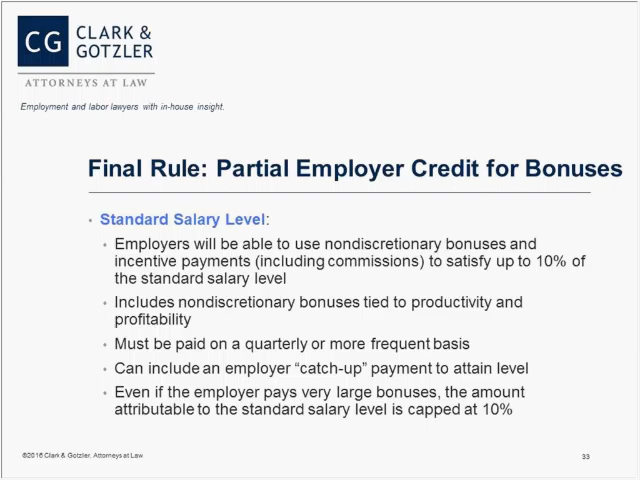 CG
CLARK &
GOTZLER
ATTORNEYS AT LAW
Employment and labor lawyers with in-house insight.
Final Rule: Partial Employer Credit for Bonuses
• Standard Salary Level:
• Employers will be able to use nondiscretionary bonuses and
incentive payments (including commissions) to satisfy up to 10% of
the standard salary level
• Includes nondiscretionary bonuses tied to productivity and
profitability
• Must be paid on a quarterly or more frequent basis
• Can include an employer “catch-up” payment to attain level
• Even if the employer pays very large bonuses, the amount
attributable to the standard salary level is capped at 10%
©2016 Clark & Gotzler, Attorneys at Law
33